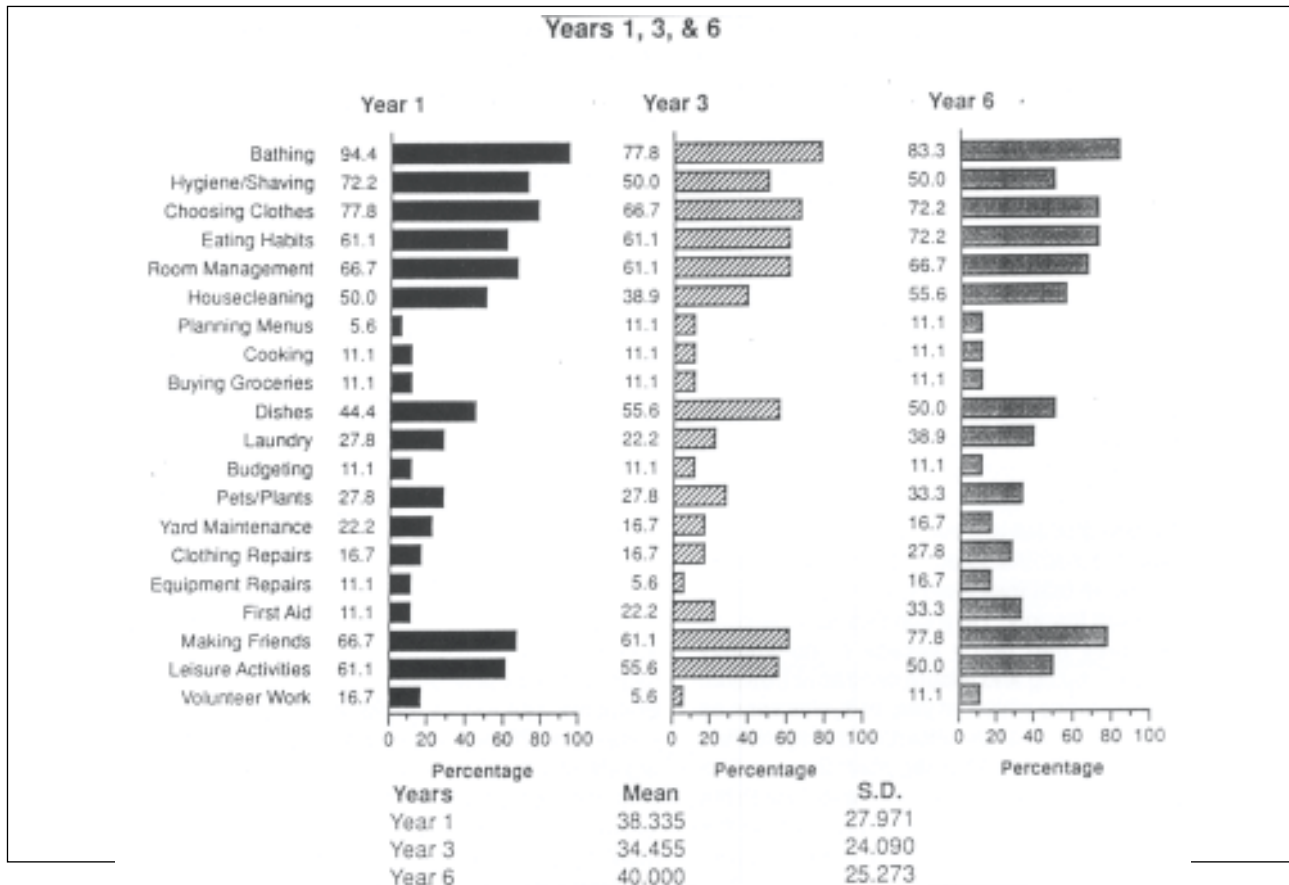 Years 1, 3, & 6
Year 1 Year 3 Year 6
Bathing 94.4 77.8 83.3
Hygiene/Shaving 72.2 50.0 50.0
Choosing Clothes 77.8 66.7 72.2
Eating Habits 61.1 61.1 72.2
Room Management 66.7 61.1 66.7
Housecleaning 50.0 38.9 55.6
Planning Menus 5.6 11.1 11.1
Cooking 11.1 11.1 11.1
Buying Groceries 11.1 11.1 11.1
Dishes 44.4 55.6 50.0
Laundry 27.8 22.2 38.9
Budgeting 11.1 11.1 11.1
Pets/Plants 27.8 27.8 33.3
Yard Maintenance 22.2 16.7 16.7
Clothing Repairs 16.7 16.7 27.8
Equipment Repairs 11.1 5.6 16.7
First Aid 11.1 22.2 33.3
Making Friends 66.7 61.1 77.8
Leisure Activities 61.1 55.6 50.0
Volunteer Work 16.7 5.6 11.1
0 20 40 60 80 100 0 20 40 60 80 100 0 20 40 60 80 100
Percentage Percentage Percentage
Years Mean S.D.
Year 1 38.335 27.971
Year 3 34.455 24.090
Year 6 40.000 25.273